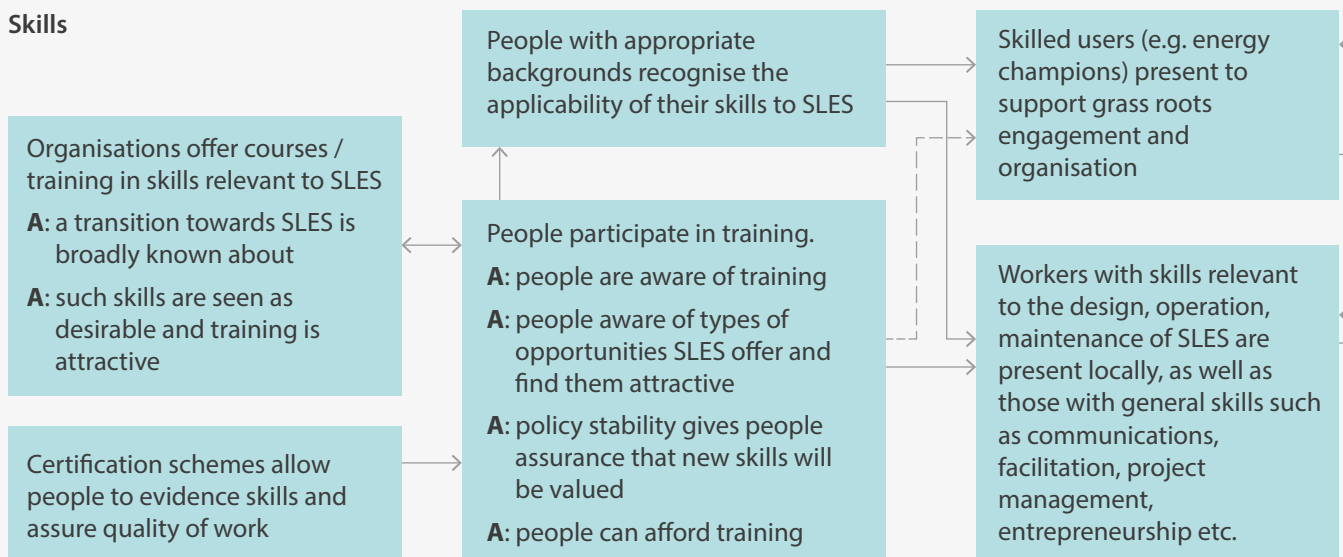 Skills
Organisations offer courses /
training in skills relevant to SLES
A: a transition towards SLES is
broadly known about
A: such skills are seen as
desirable and training is
attractive
Certification schemes allow
people to evidence skills and
assure quality of work
People with appropriate
backgrounds recognise the
applicability of their skills to SLES
People participate in training.
A: people are aware of training
A: people aware of types of
opportunities SLES offer and
find them attractive
A: policy stability gives people
assurance that new skills will
be valued
A: people can afford training
Skilled users (e.g. energy
champions) present to
support grass roots
engagement and
organisation
Workers with skills relevant
to the design, operation,
maintenance of SLES are
present locally, as well as
those with general skills such
as communications,
facilitation, project
management,
entrepreneurship etc.